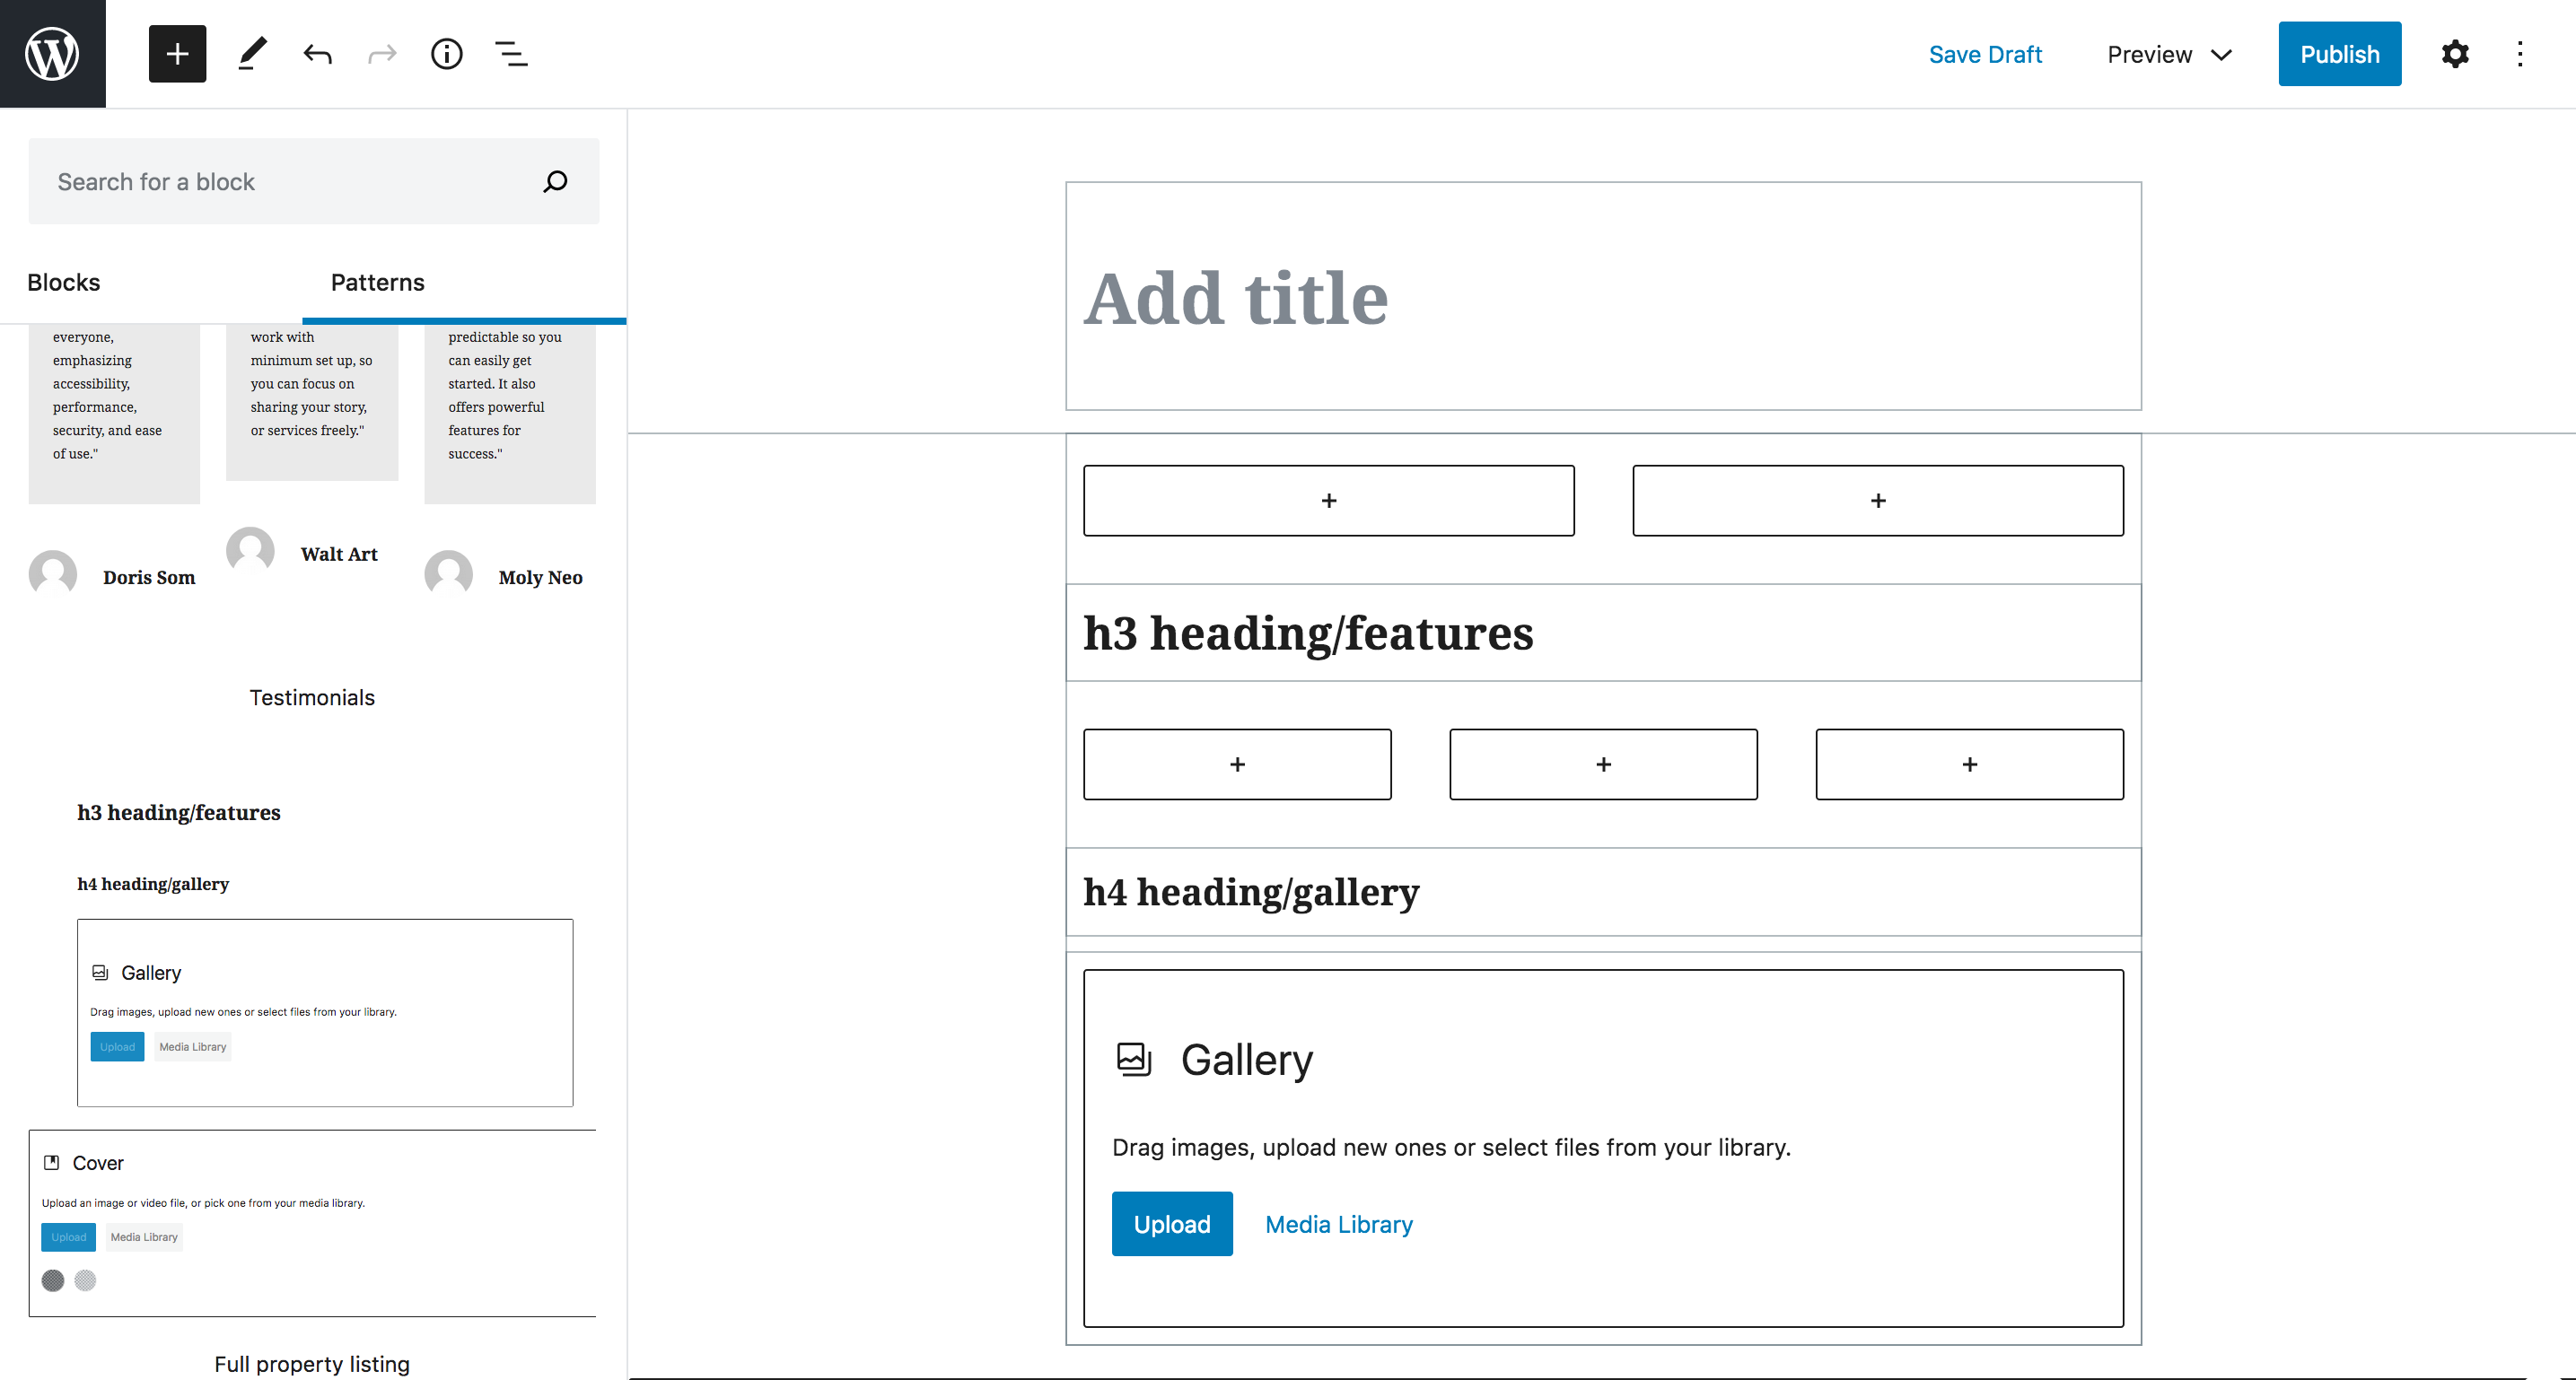 Save Draft
Preview
Publish
Search for a block
Blocks
Patterns
everyone,
emphasizing
accessibility,
performance,
security, and ease
of use."
Doris Som
work with
minimum set up, so
you can focus on
sharing your story,
or services freely."
Walt Art
predictable so you
can easily get
started. It also
offers powerful
features for
success."
Moly Neo
Testimonials
h3 heading/features
h4 heading/gallery
Gallery
Drag images, upload new ones or select files from your library.
Upload
Media Library
Cover
Upload an image or video file, or pick one from your media library.
Upload
Media Library
Full property listing
Add title
h3 heading/features
h4 heading/gallery
Gallery
Drag images, upload new ones or select files from your library.
Upload
Media Library